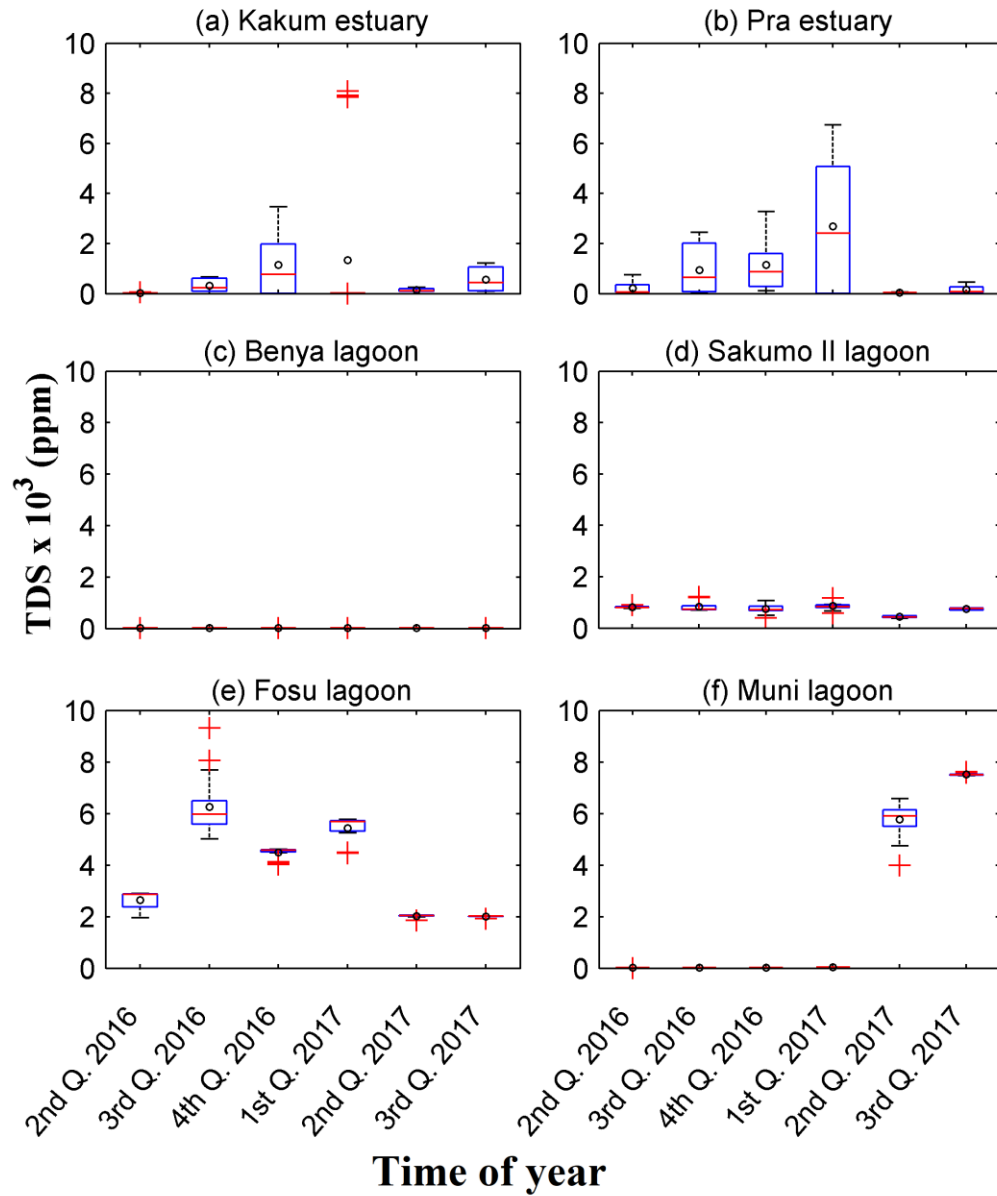 (a) Kakum estuary
(b) Pra estuary
10
8
6
4
2
0
10
8
6
4
2
0
(c) Benya lagoon
(d) Sakumo II lagoon
10
8
6
4
2
0
10
8
6
4
2
0
TDS x 10³ (ppm)
(e) Fosu lagoon
(f) Muni lagoon
10
8
6
4
2
0
10
8
6
4
2
0
2nd Q. 2016
3rd Q. 2016
4th Q. 2016
1st Q. 2017
2nd Q. 2017
3rd Q. 2017
2nd Q. 2016
3rd Q. 2016
4th Q. 2016
1st Q. 2017
2nd Q. 2017
3rd Q. 2017
Time of year